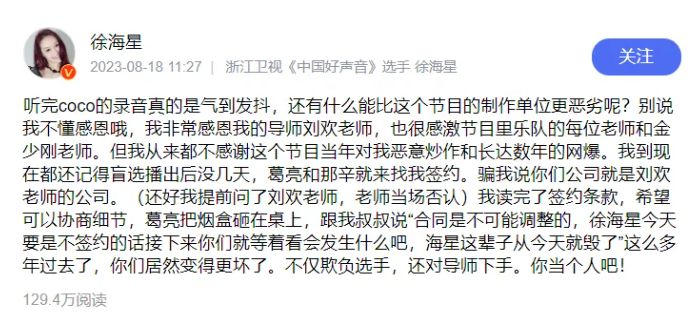 徐海星
2023-08-18 11:27 | 浙江卫视《中国好声音》选手 徐海星
关注
听完coco的录音真的是气到发抖，还有什么能比这个节目的制作单位更恶劣呢？别说
我不懂感恩哦，我非常感恩我的导师刘欢老师，也很感激节目里乐队的每位老师和金
少刚老师。但我从来都不感谢这个节目当年对我恶意炒作和长达数年的网爆。我到现
在都还记得盲选播出后没几天，葛亮和那辛就来找我签约。骗我说你们公司就是刘欢
老师的公司。（还好我提前问了刘欢老师，老师当场否认）我读完了签约条款，希望
可以协商细节，葛亮把烟盒砸在桌上，跟我叔叔说“合同是不可能调整的，徐海星今天
要是不签约的话接下来你们就等着看会发生什么吧，海星这辈子从今天就毁了”这么多
年过去了，你们居然变得更坏了。不仅欺负选手，还对导师下手。你当个人吧！
129.4万阅读